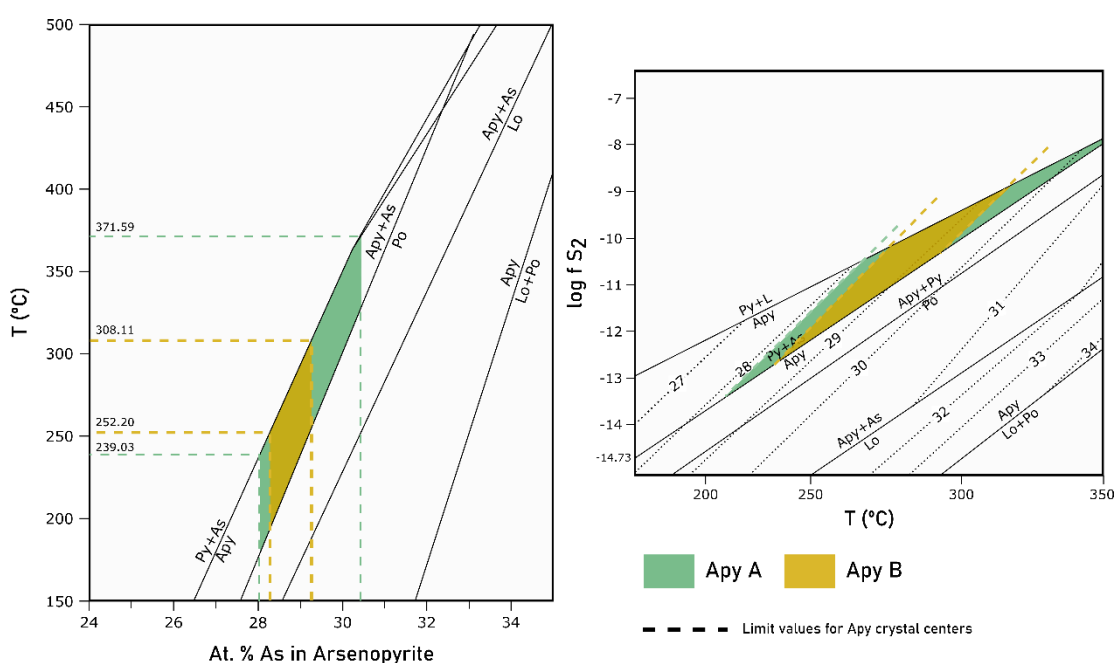 500
450
400
371.59
350
308.11
300
252.20
250
239.03
200
150
T (ºC)
24
26
28
30
32
34
At. % As in Arsenopyrite
Py+As
Apy
Apy+As
Po
Apy+As
Lo
Apy
Lo+Po
log f S2
-7
-8
-9
-10
-11
-12
-13
-14
-14.73
Py+L
Apy
Py+As
Apy
Apy+Py
Po
Apy+As
Lo
Apy
Lo+Po
27
28
29
30
31
32
33
34
200
250
300
350
T (ºC)
Apy A
Apy B
Limit values for Apy crystal centers